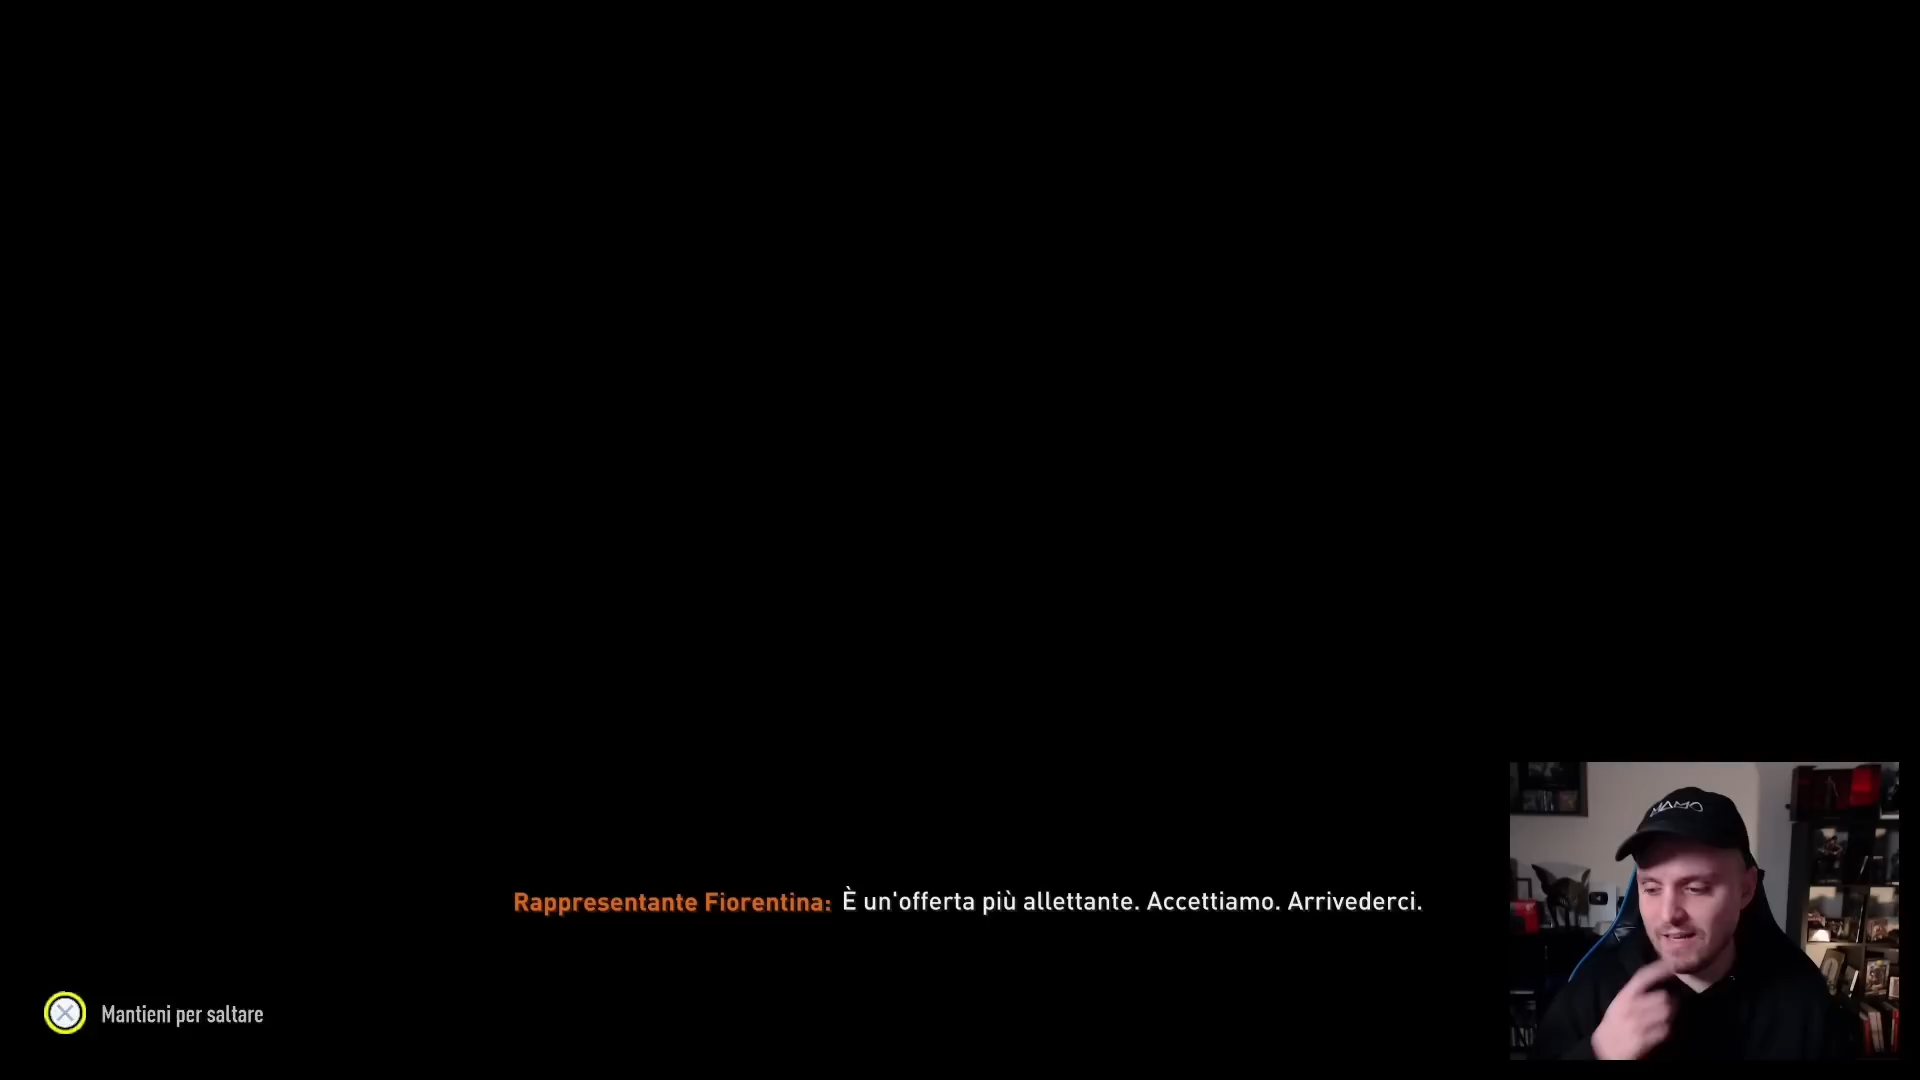 Rappresentante Fiorentina: È un'offerta più allettante. Accettiamo. Arrivederci.
Mantieni per saltare